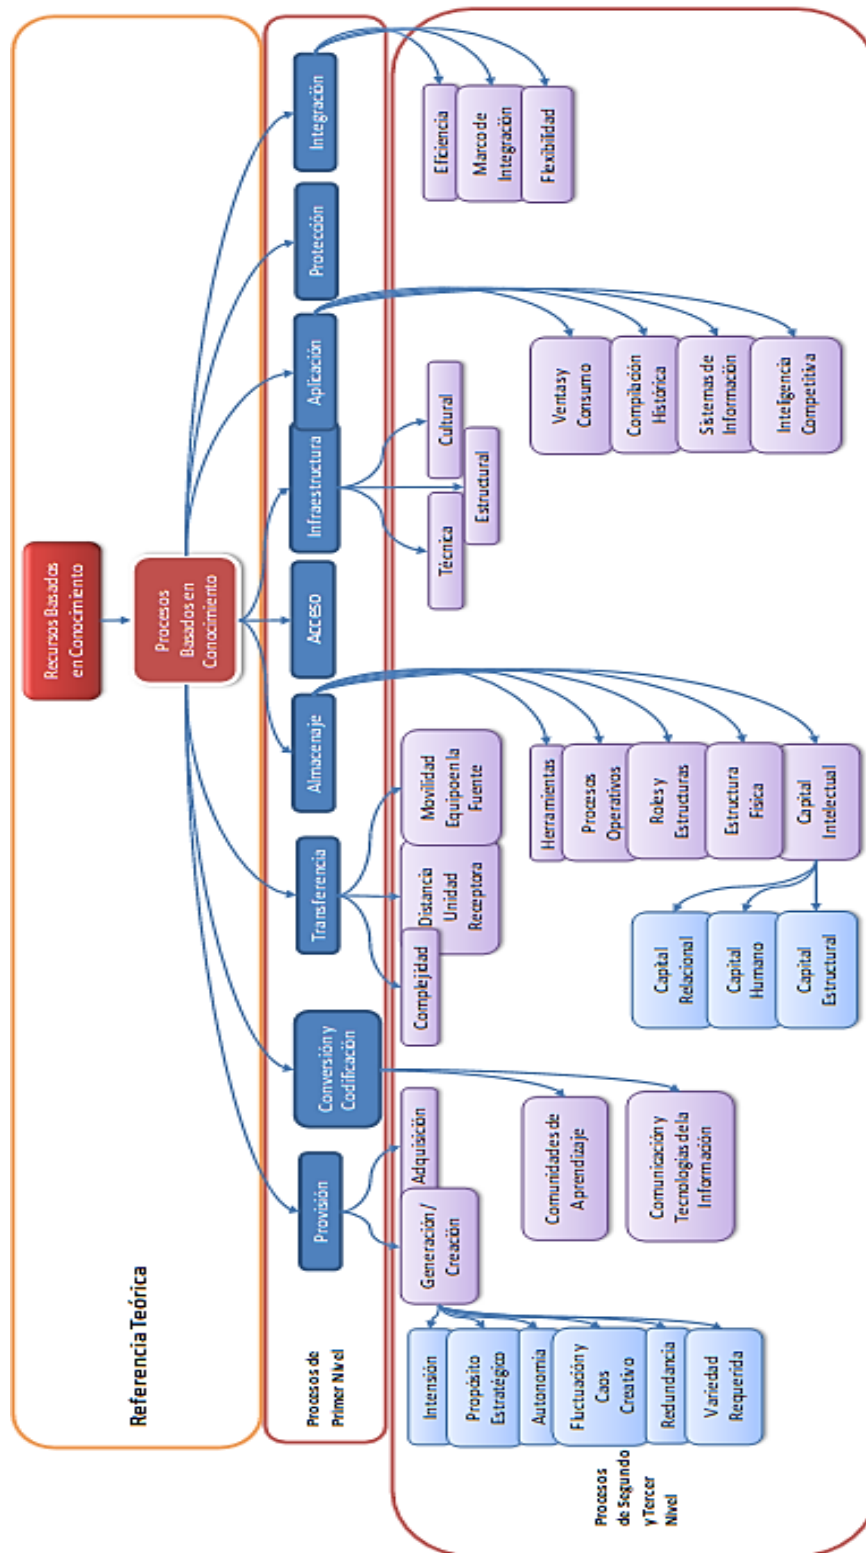 Referencia Teórica
Recursos Basados
en Conocimiento
Procesos
Basados en
Conocimiento
Procesos de
Primer Nivel
Provisión
Conversión y
Codificación
Transferencia
Almacenaje
Acceso
Infraestructura
Aplicación
Protección
Integración
Procesos
de Segundo
y Tercer
Nivel
Intensión
Propósito
Estratégico
Autonomia
Fluctuación y
Caos
Creativo
Redundancia
Variedad
Requerida
Generación /
Creación
Adquisición
Comunidades de
Aprendizaje
Comunicación y
Tecnologías de la
Información
Complejidad
Distancia
Unidad
Receptora
Movilidad
Equipo en la
Fuente
Herramientas
Procesos
Operativos
Roles y
Estructuras
Estructura
Física
Capital
Intelectual
Capital
Relacional
Capital
Humano
Capital
Estructural
Técnica
Estructural
Cultural
Ventas y
Consumo
Compilación
Histórica
Sistemas de
Información
Inteligencia
Competitiva
Eficiencia
Marco de
Integración
Flexibilidad